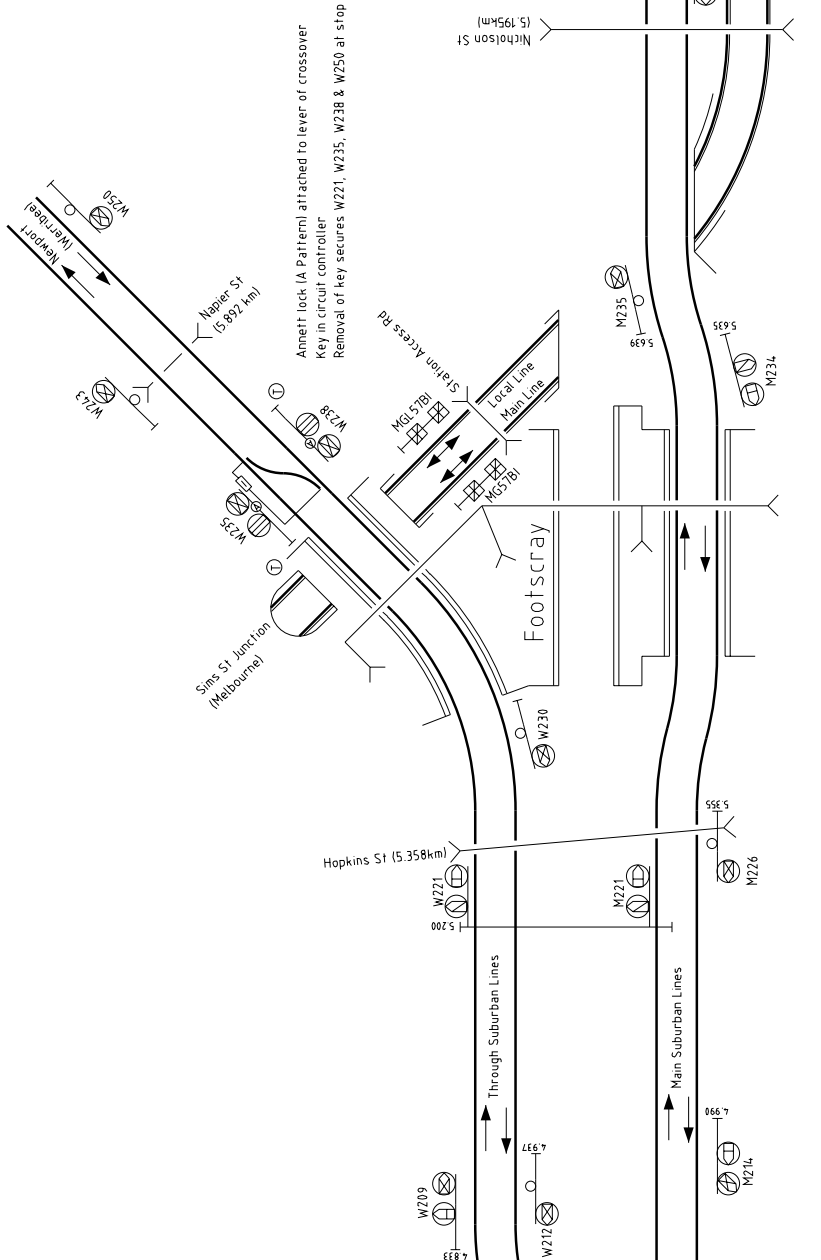 Nicholson St
(5.195km)
Annett lock (A Pattern) attached to lever of crossover
Key in circuit controller
Removal of key secures W221, W235, W238 & W250 at stop
W250
Newport
(Werribee)
Napier St
(5.892 km)
W243
T
W238
A
W235
A
T
Station Access Rd
Local Line
Main Line
MGL57BI
MG57BI
M235
5.639
5.635
M234
Footscray
Sims St Junction
(Melbourne)
W230
Hopkins St (5.358km)
5.355
M226
W221
M221
5.200
Through Suburban Lines
Main Suburban Lines
4.990
M214
4.937
W209
W212
4.833